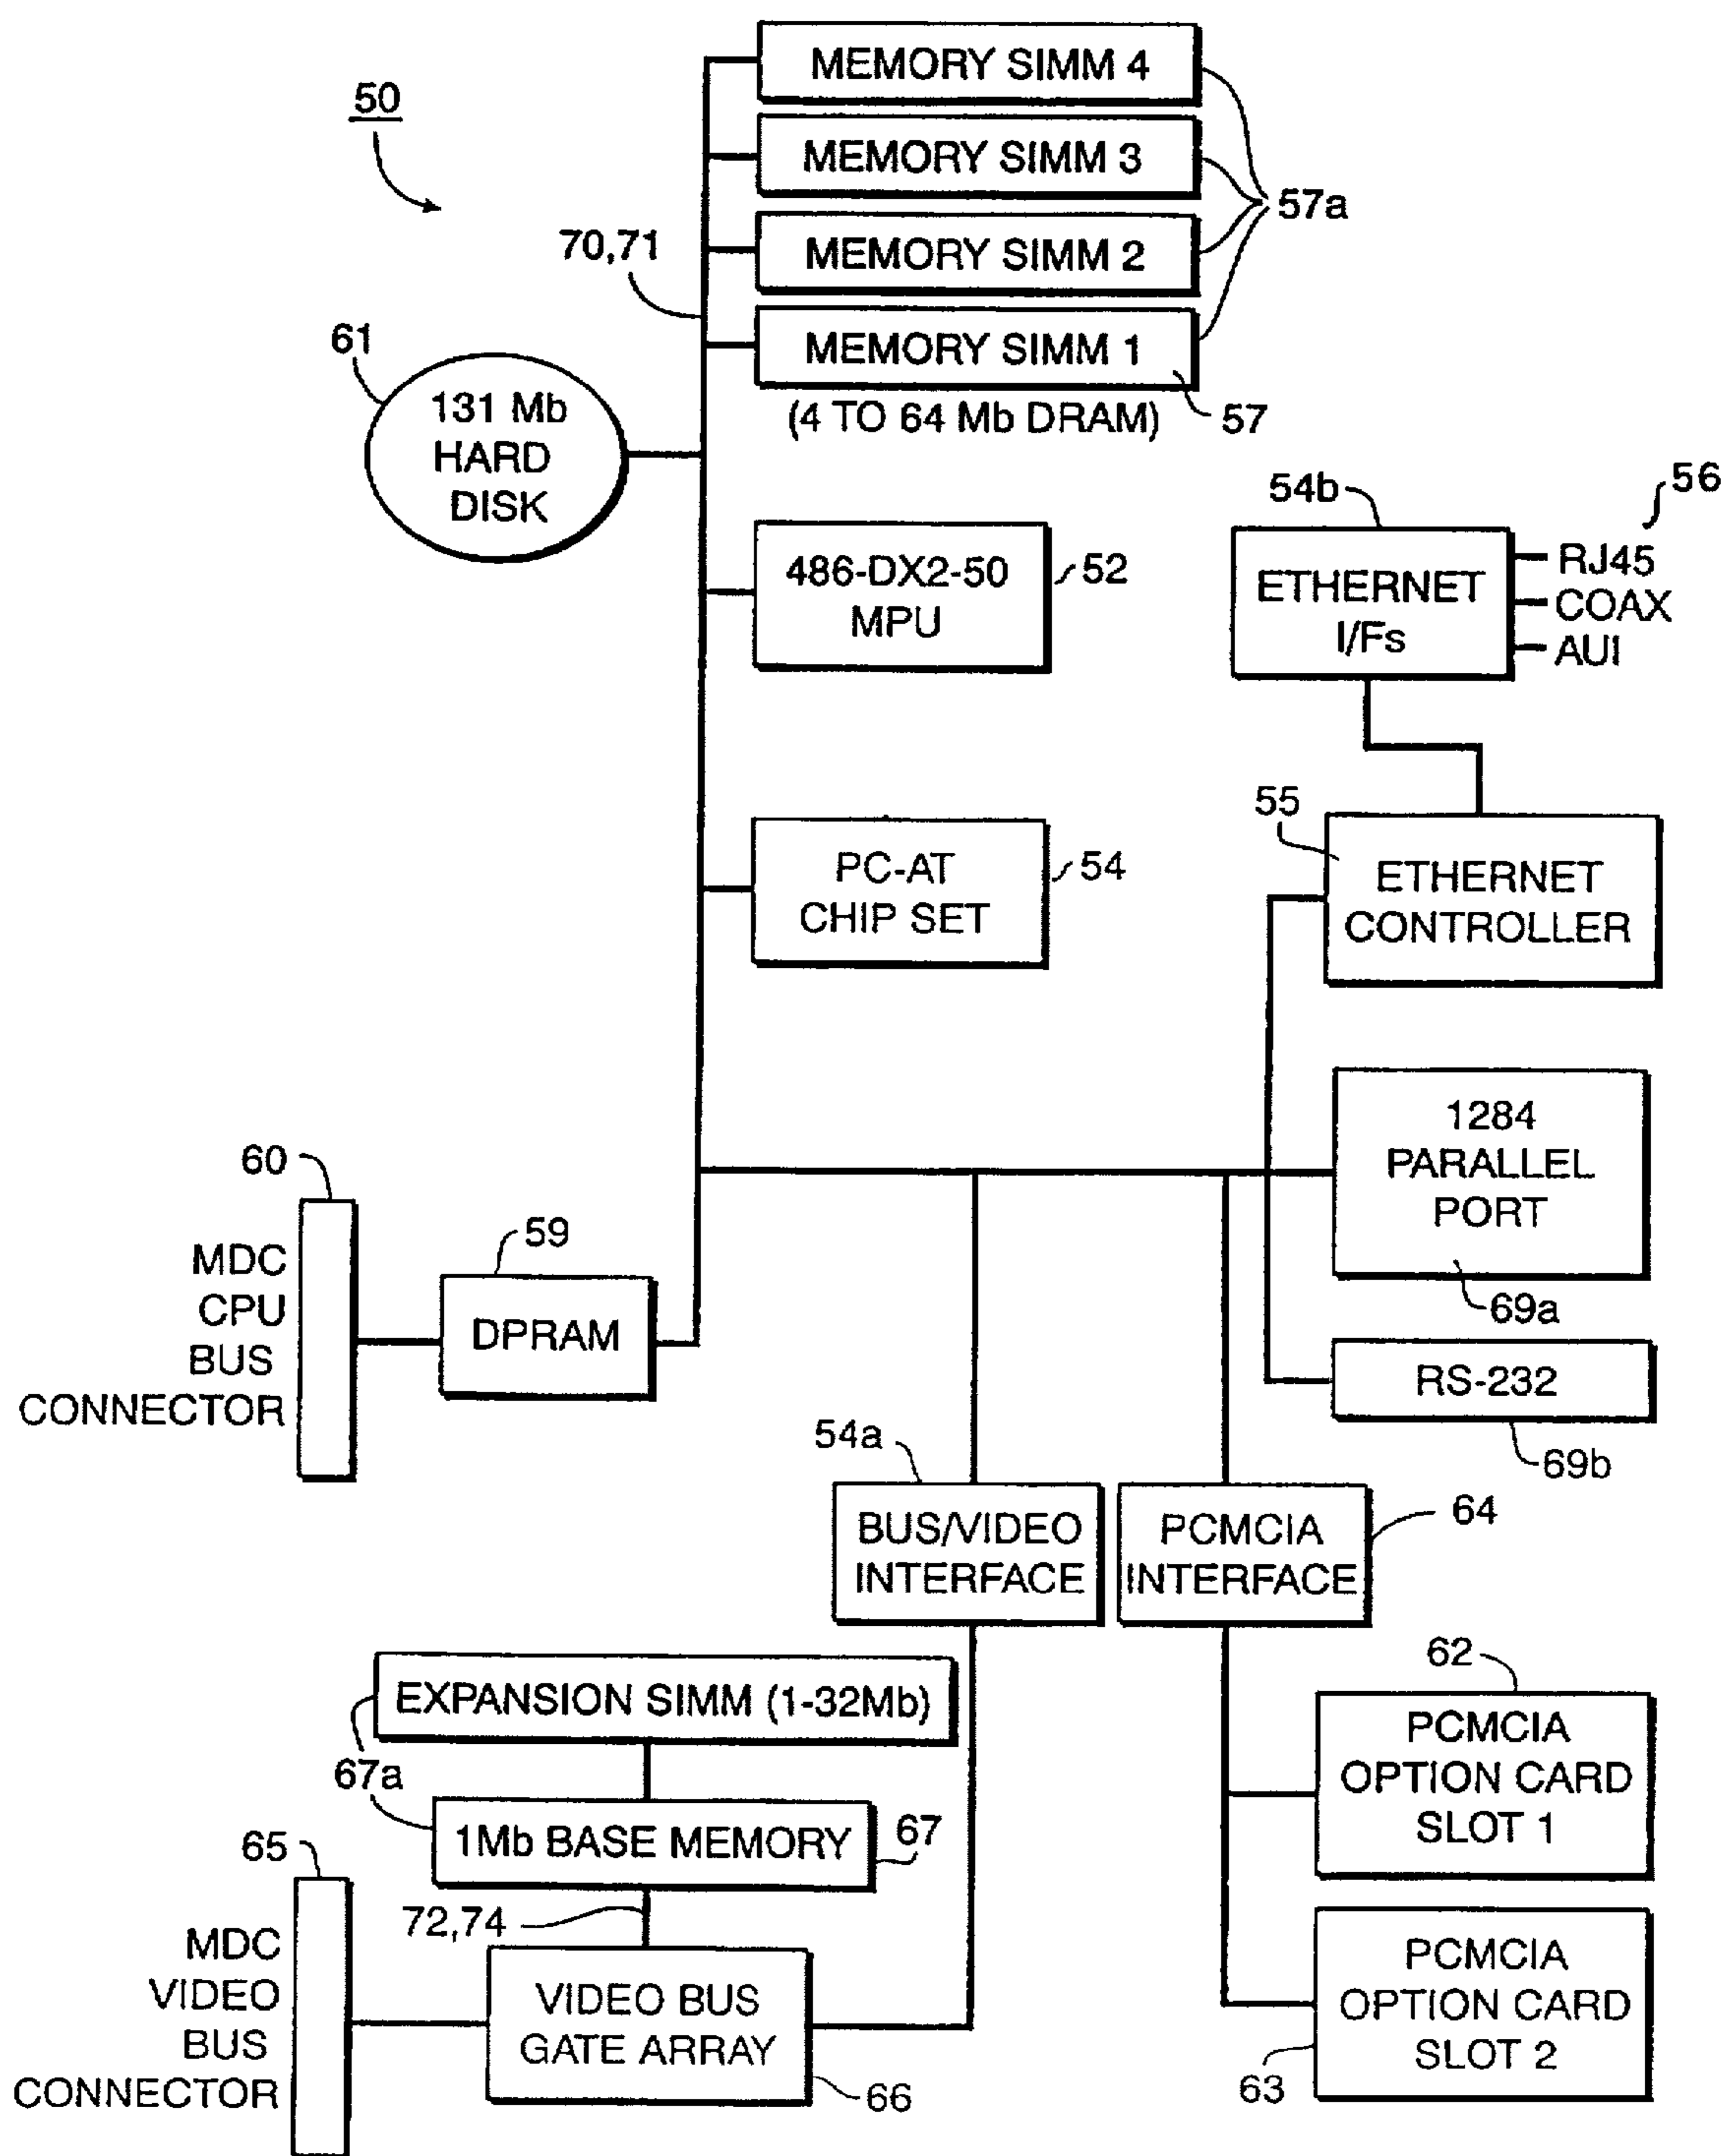 50
MEMORY SIMM 4
MEMORY SIMM 3
57a
MEMORY SIMM 2
70,71
MEMORY SIMM 1
57
(4 TO 64 Mb DRAM)
61
131 Mb
HARD
DISK
54b
56
ETHERNET
I/Fs
RJ45
COAX
AUI
486-DX2-50
MPU
52
55
ETHERNET
CONTROLLER
PC-AT
CHIP SET
54
1284
PARALLEL
PORT
69a
60
MDC
CPU
BUS
CONNECTOR
59
DPRAM
RS-232
69b
54a
BUS/VIDEO
INTERFACE
PCMCIA
INTERFACE
64
EXPANSION SIMM (1-32Mb)
67a
1Mb BASE MEMORY
67
62
PCMCIA
OPTION CARD
SLOT 1
65
72,74
MDC
VIDEO
BUS
CONNECTOR
VIDEO BUS
GATE ARRAY
66
PCMCIA
OPTION CARD
SLOT 2
63